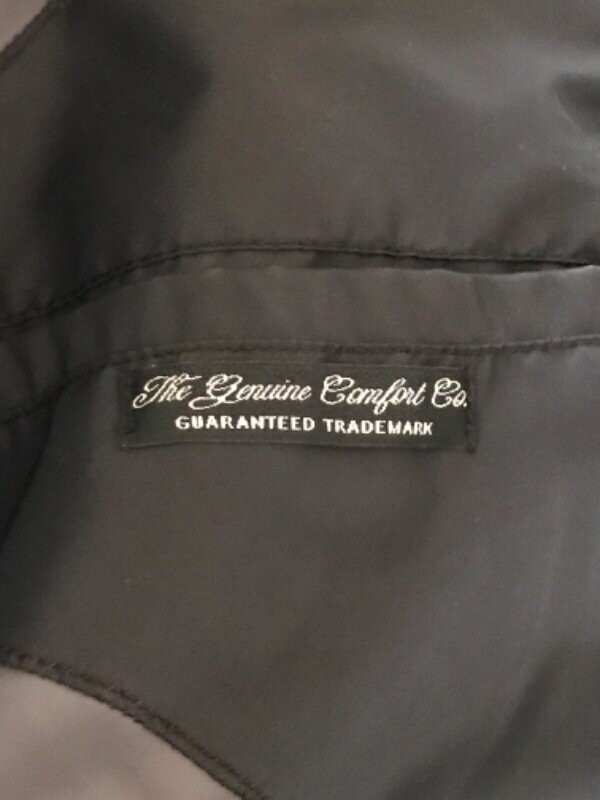 The Genuine Comfort Co.
GUARANTEED TRADEMARK